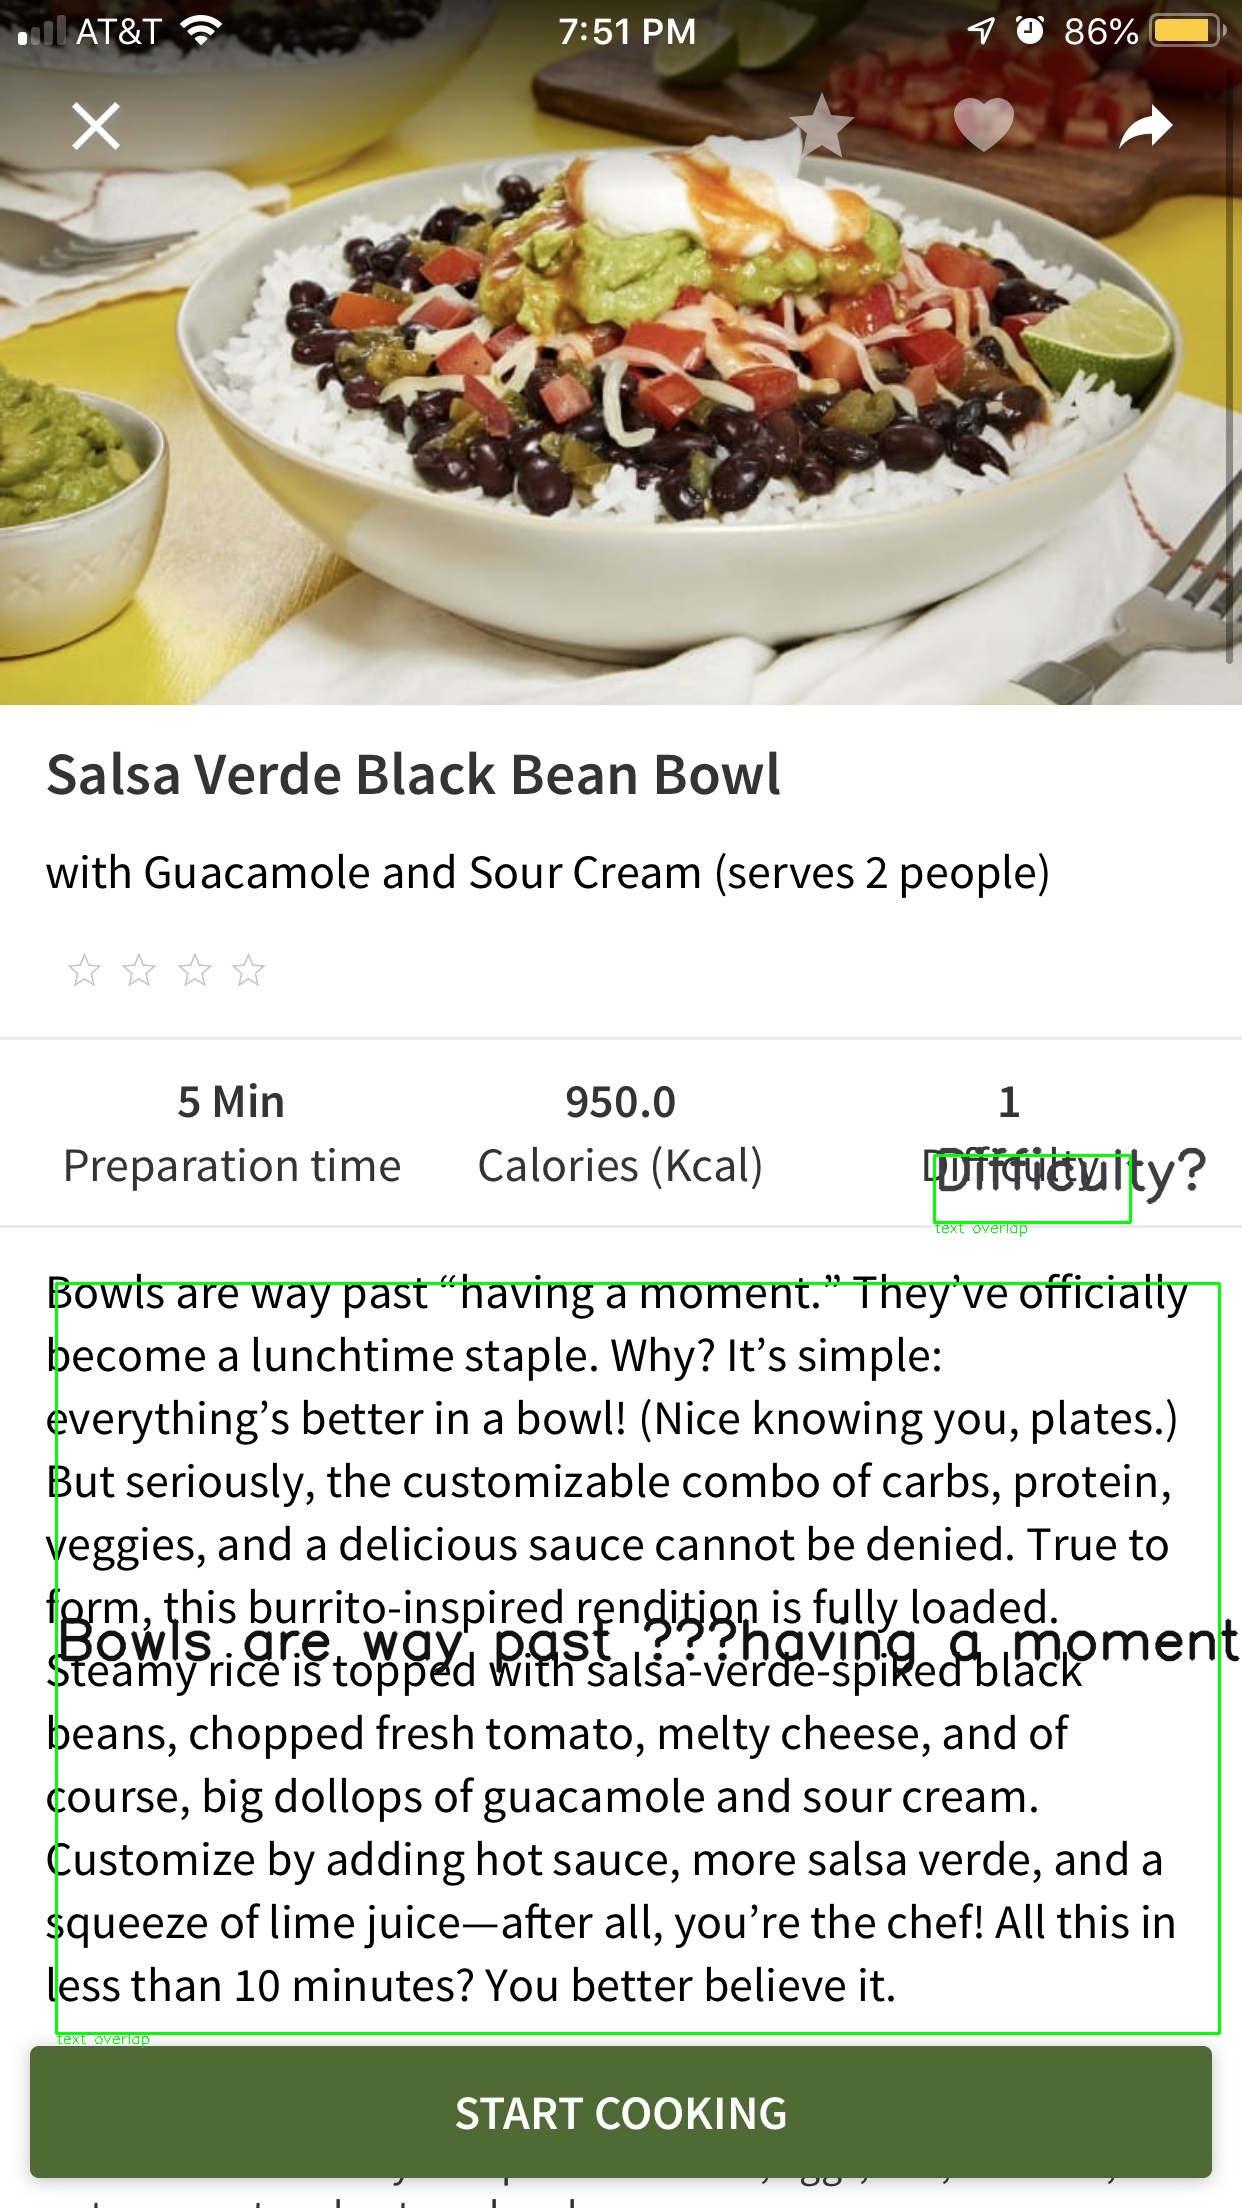 AT&T 7:51 PM 86%
Salsa Verde Black Bean Bowl
with Guacamole and Sour Cream (serves 2 people)
5 Min 950.0 1
Preparation time Calories (Kcal) Difficulty
Difficulty?
text overlap
Bowls are way past “having a moment.” They’ve officially
become a lunchtime staple. Why? It’s simple:
everything’s better in a bowl! (Nice knowing you, plates.)
But seriously, the customizable combo of carbs, protein,
veggies, and a delicious sauce cannot be denied. True to
form, this burrito-inspired rendition is fully loaded.
Bowls are way past ???having a moment
Steamy rice is topped with salsa-verde-spiked black
beans, chopped fresh tomato, melty cheese, and of
course, big dollops of guacamole and sour cream.
Customize by adding hot sauce, more salsa verde, and a
squeeze of lime juice—after all, you’re the chef! All this in
less than 10 minutes? You better believe it.
text overlap
START COOKING